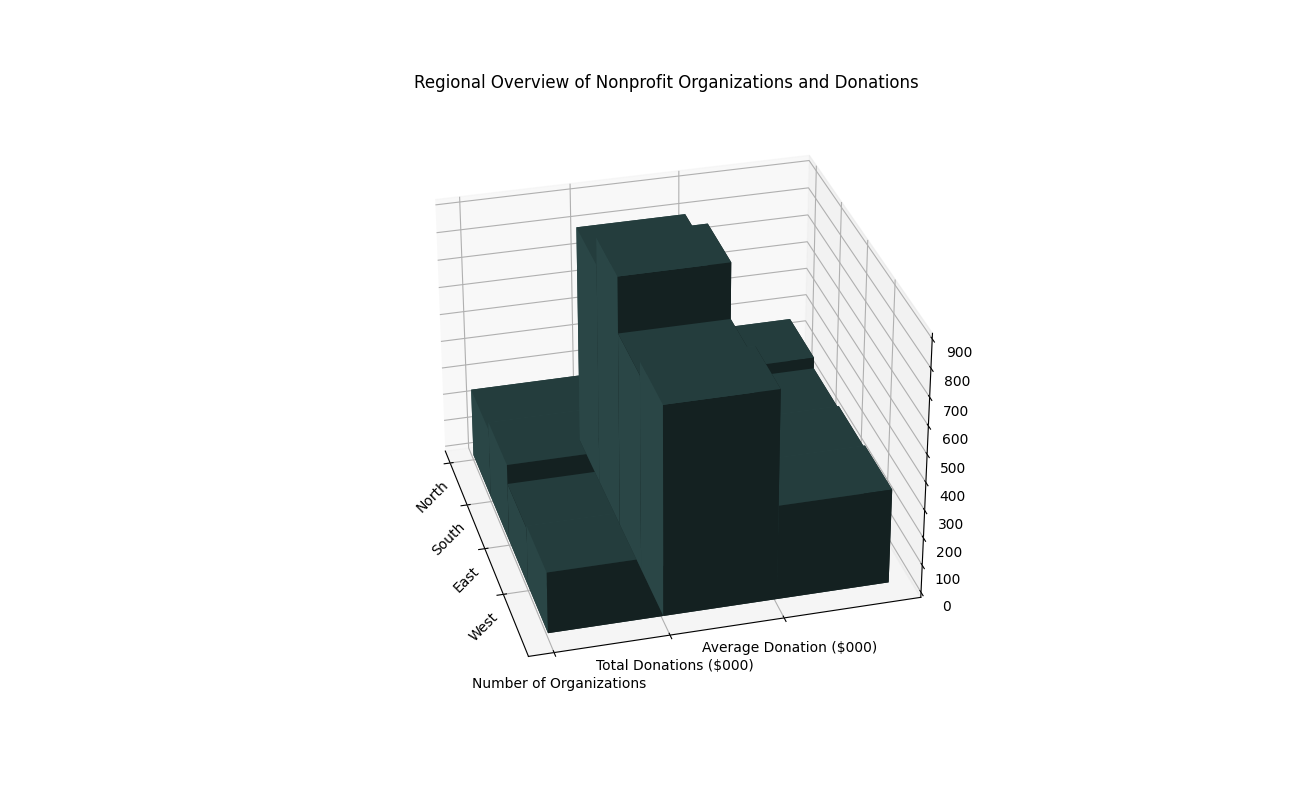 Regional Overview of Nonprofit Organizations and Donations
900
800
700
600
500
400
300
200
100
0
North
South
East
West
Average Donation ($000)
Total Donations ($000)
Number of Organizations